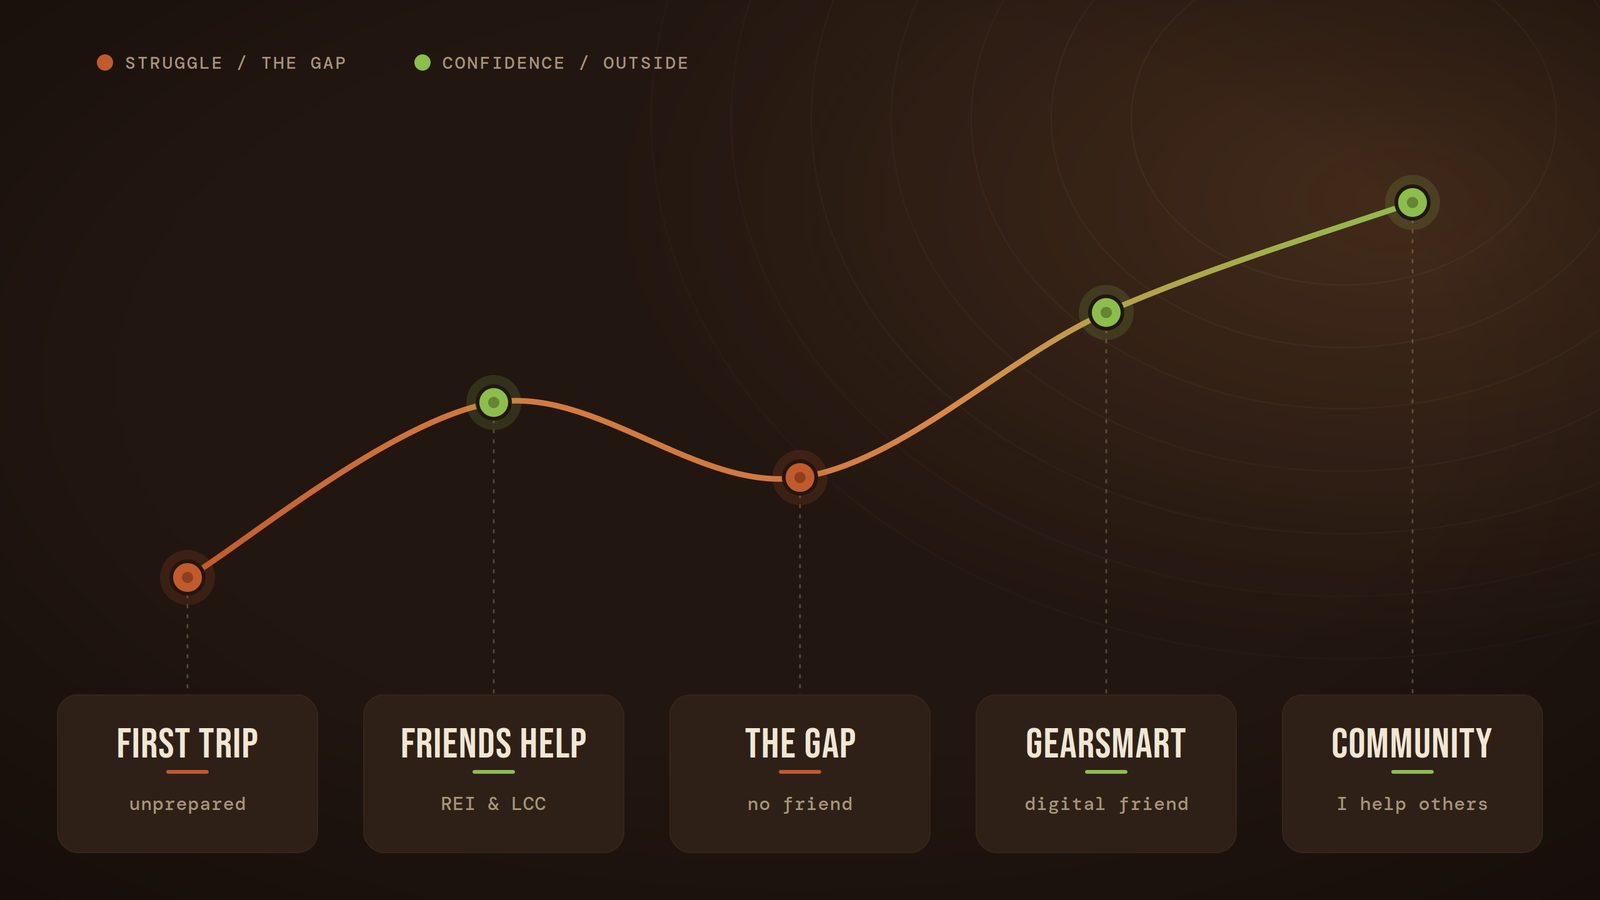 STRUGGLE / THE GAP
CONFIDENCE / OUTSIDE
FIRST TRIP
unprepared
FRIENDS HELP
REI & LCC
THE GAP
no friend
GEARSMART
digital friend
COMMUNITY
I help others